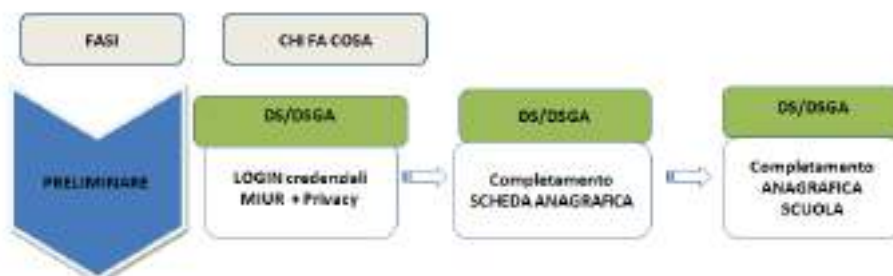 FASI
CHI FA COSA
PRELIMINARE
DS/DSGA
LOGIN credenziali
MIUR + Privacy
DS/DSGA
Completamento
SCHEDA ANAGRAFICA
DS/DSGA
Completamento
ANAGRAFICA
SCUOLA